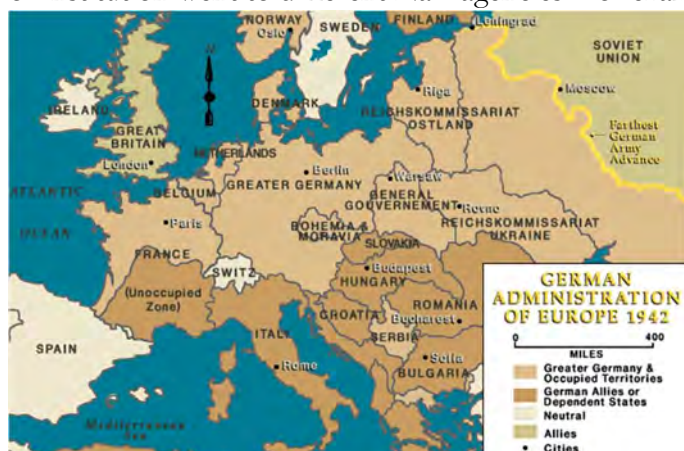 NORWAY
Oslo
SWEDEN
FINLAND
Leningrad
SOVIET
UNION
Moscow
Farthest
German
Army
Advance
N
IRELAND
GREAT
BRITAIN
London
DENMARK
Riga
REICHSKOMMISSARIAT
OSTLAND
NETHERLANDS
Berlin
GREATER GERMANY
Warsaw
GENERAL
GOUVERNEMENT
Rovno
REICHSKOMMISSARIAT
UKRAINE
ATLANTIC
OCEAN
BELGIUM
Paris
BOHEMIA &
MORAVIA
SLOVAKIA
FRANCE
(Unoccupied
Zone)
SWITZ
Budapest
HUNGARY
CROATIA
ROMANIA
Bucharest
SERBIA
Sofia
BULGARIA
ITALY
Rome
SPAIN
Mediterranean
Sea
GERMAN
ADMINISTRATION
OF EUROPE 1942
0 400
MILES
Greater Germany &
Occupied Territories
German Allies or
Dependent States
Neutral
Allies
Cities